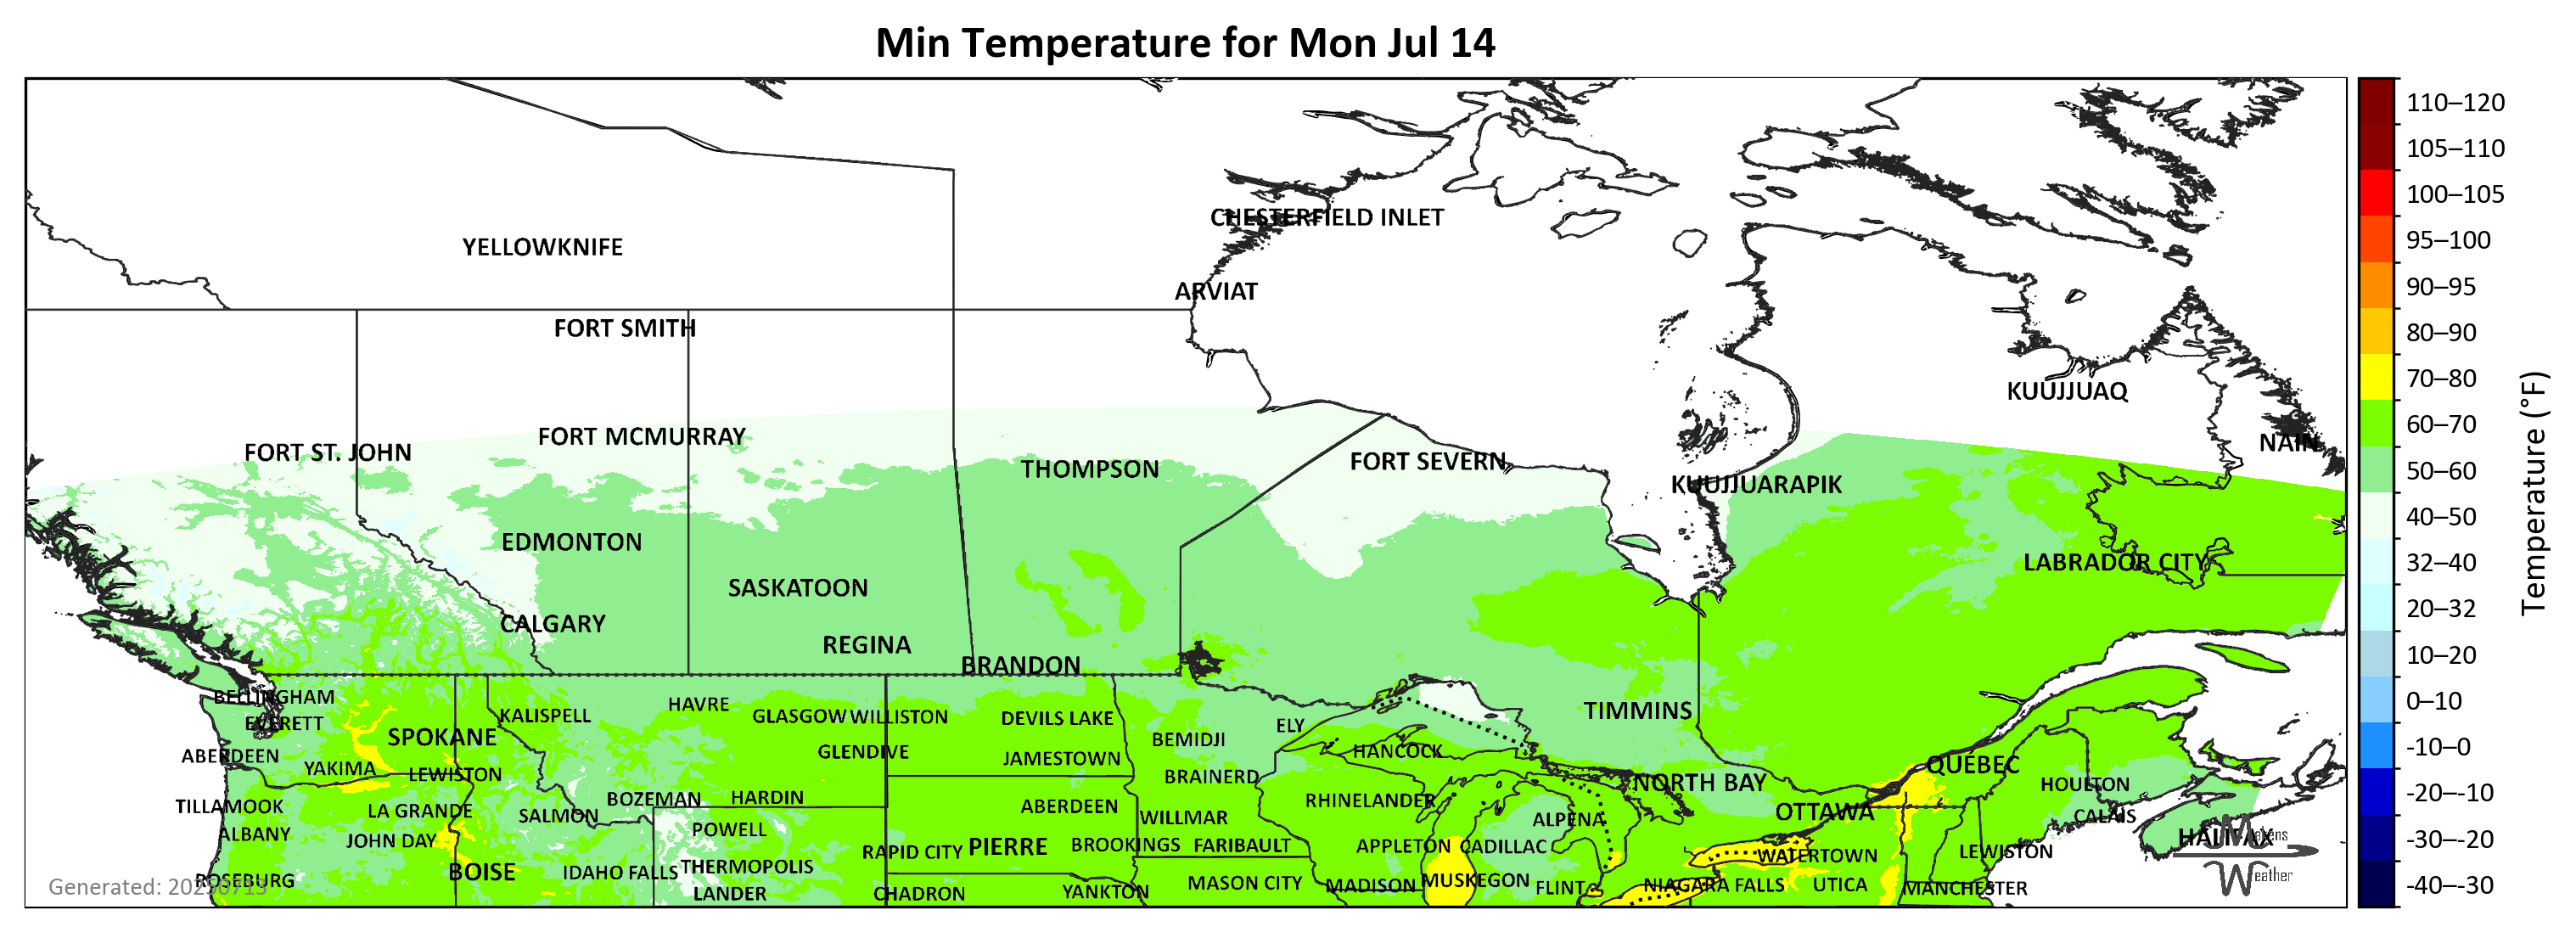 Min Temperature for Mon Jul 14
CHESTERFIELD INLET
YELLOWKNIFE
ARVIAT
FORT SMITH
KUUJJUAQ
FORT MCMURRAY
FORT ST. JOHN
NAIN
THOMPSON
FORT SEVERN
KUUJJUARAPIK
EDMONTON
LABRADOR CITY
SASKATOON
CALGARY
REGINA
BRANDON
BELLINGHAM
HAVRE
KALISPELL
GLASGOW
WILLISTON
DEVILS LAKE
TIMMINS
EVERETT
ELY
SPOKANE
BEMIDJI
GLENDIVE
HANCOCK
ABERDEEN
JAMESTOWN
QUÉBEC
YAKIMA
LEWISTON
BRAINERD
NORTH BAY
HOULTON
BOZEMAN
HARDIN
RHINELANDER
TILLAMOOK
LA GRANDE
SALMON
ABERDEEN
WILLMAR
ALPENA
OTTAWA
CALAIS
ALBANY
JOHN DAY
POWELL
HALIFAX
Makens
Weather
RAPID CITY
PIERRE
BROOKINGS
FARIBAULT
APPLETON
CADILLAC
WATERTOWN
LEWISTON
BOISE
IDAHO FALLS
THERMOPOLIS
ROSEBURG
MASON CITY
MADISON
MUSKEGON
FLINT
NIAGARA FALLS
UTICA
MANCHESTER
LANDER
CHADRON
YANKTON
Generated: 20250713
110–120
105–110
100–105
95–100
90–95
80–90
70–80
60–70
50–60
40–50
32–40
20–32
10–20
0–10
-10–0
-20–-10
-30–-20
-40–-30
Temperature (°F)